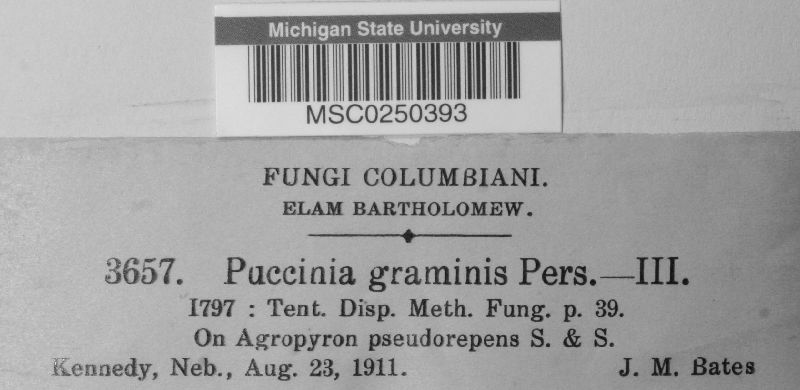 Michigan State University
MSC0250393
FUNGI COLUMBIANI.
ELAM BARTHOLOMEW.
3657. Puccinia graminis Pers.—III.
1797 : Tent. Disp. Meth. Fung. p. 39.
On Agropyron pseudorepens S. & S.
Kennedy, Neb., Aug. 23, 1911. J. M. Bates